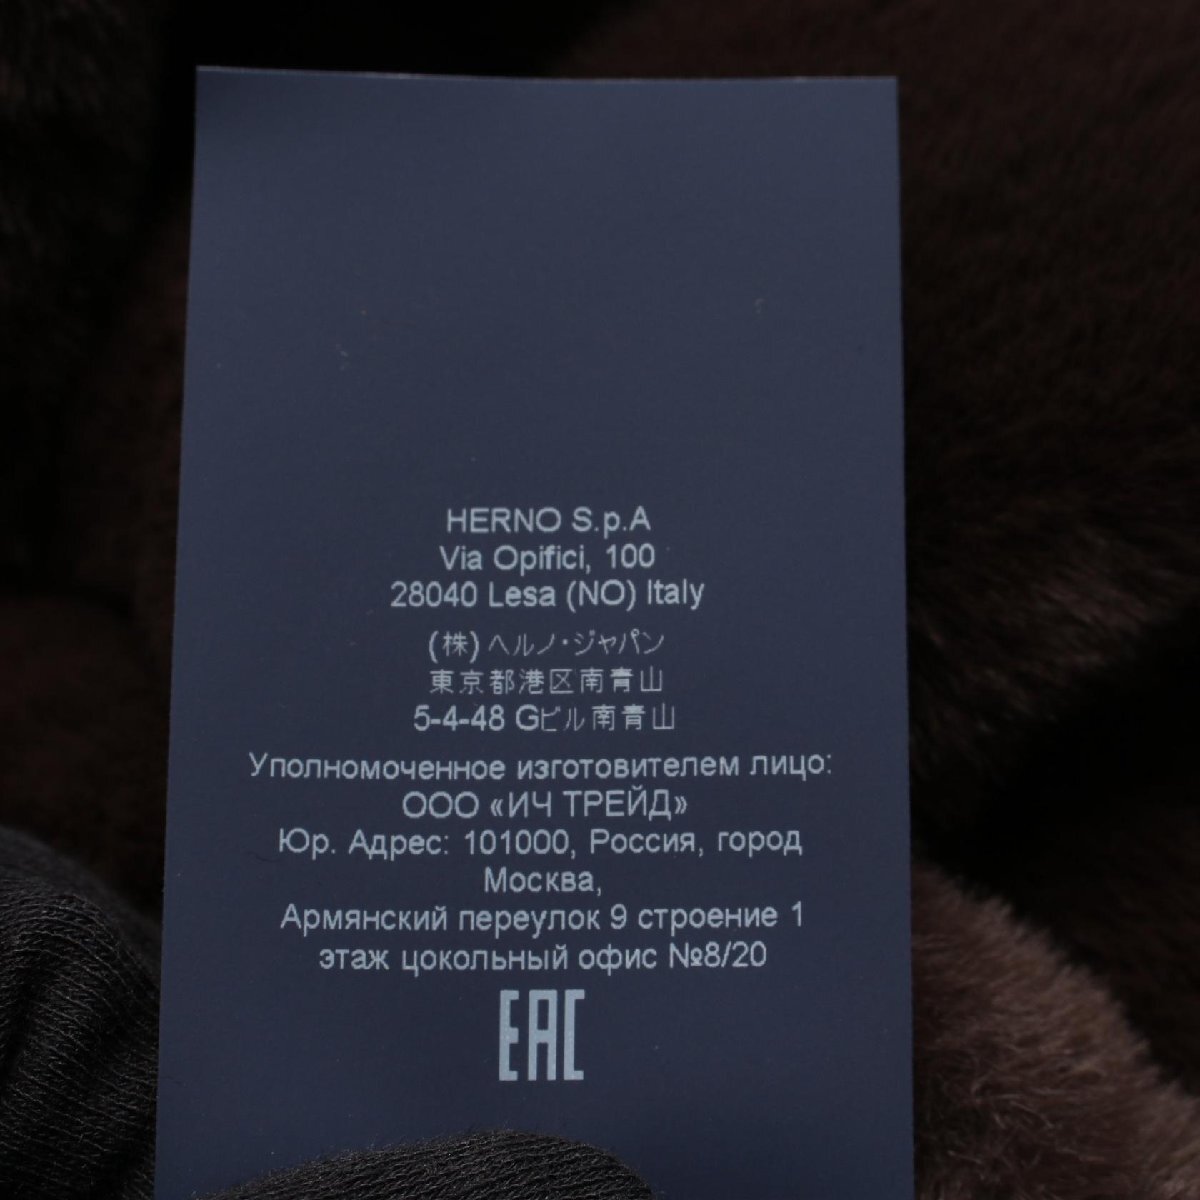 HERNO S.p.A
Via Opifici, 100
28040 Lesa (NO) Italy
(株) ヘルノ・ジャパン
東京都港区南青山
5-4-48 Gビル南青山
Уполномоченное изготовителем лицо:
ООО «ИЧ ТРЕЙД»
Юр. Адрес: 101000, Россия, город
Москва,
Армянский переулок 9 строение 1
этаж цокольный офис №8/20
EAC